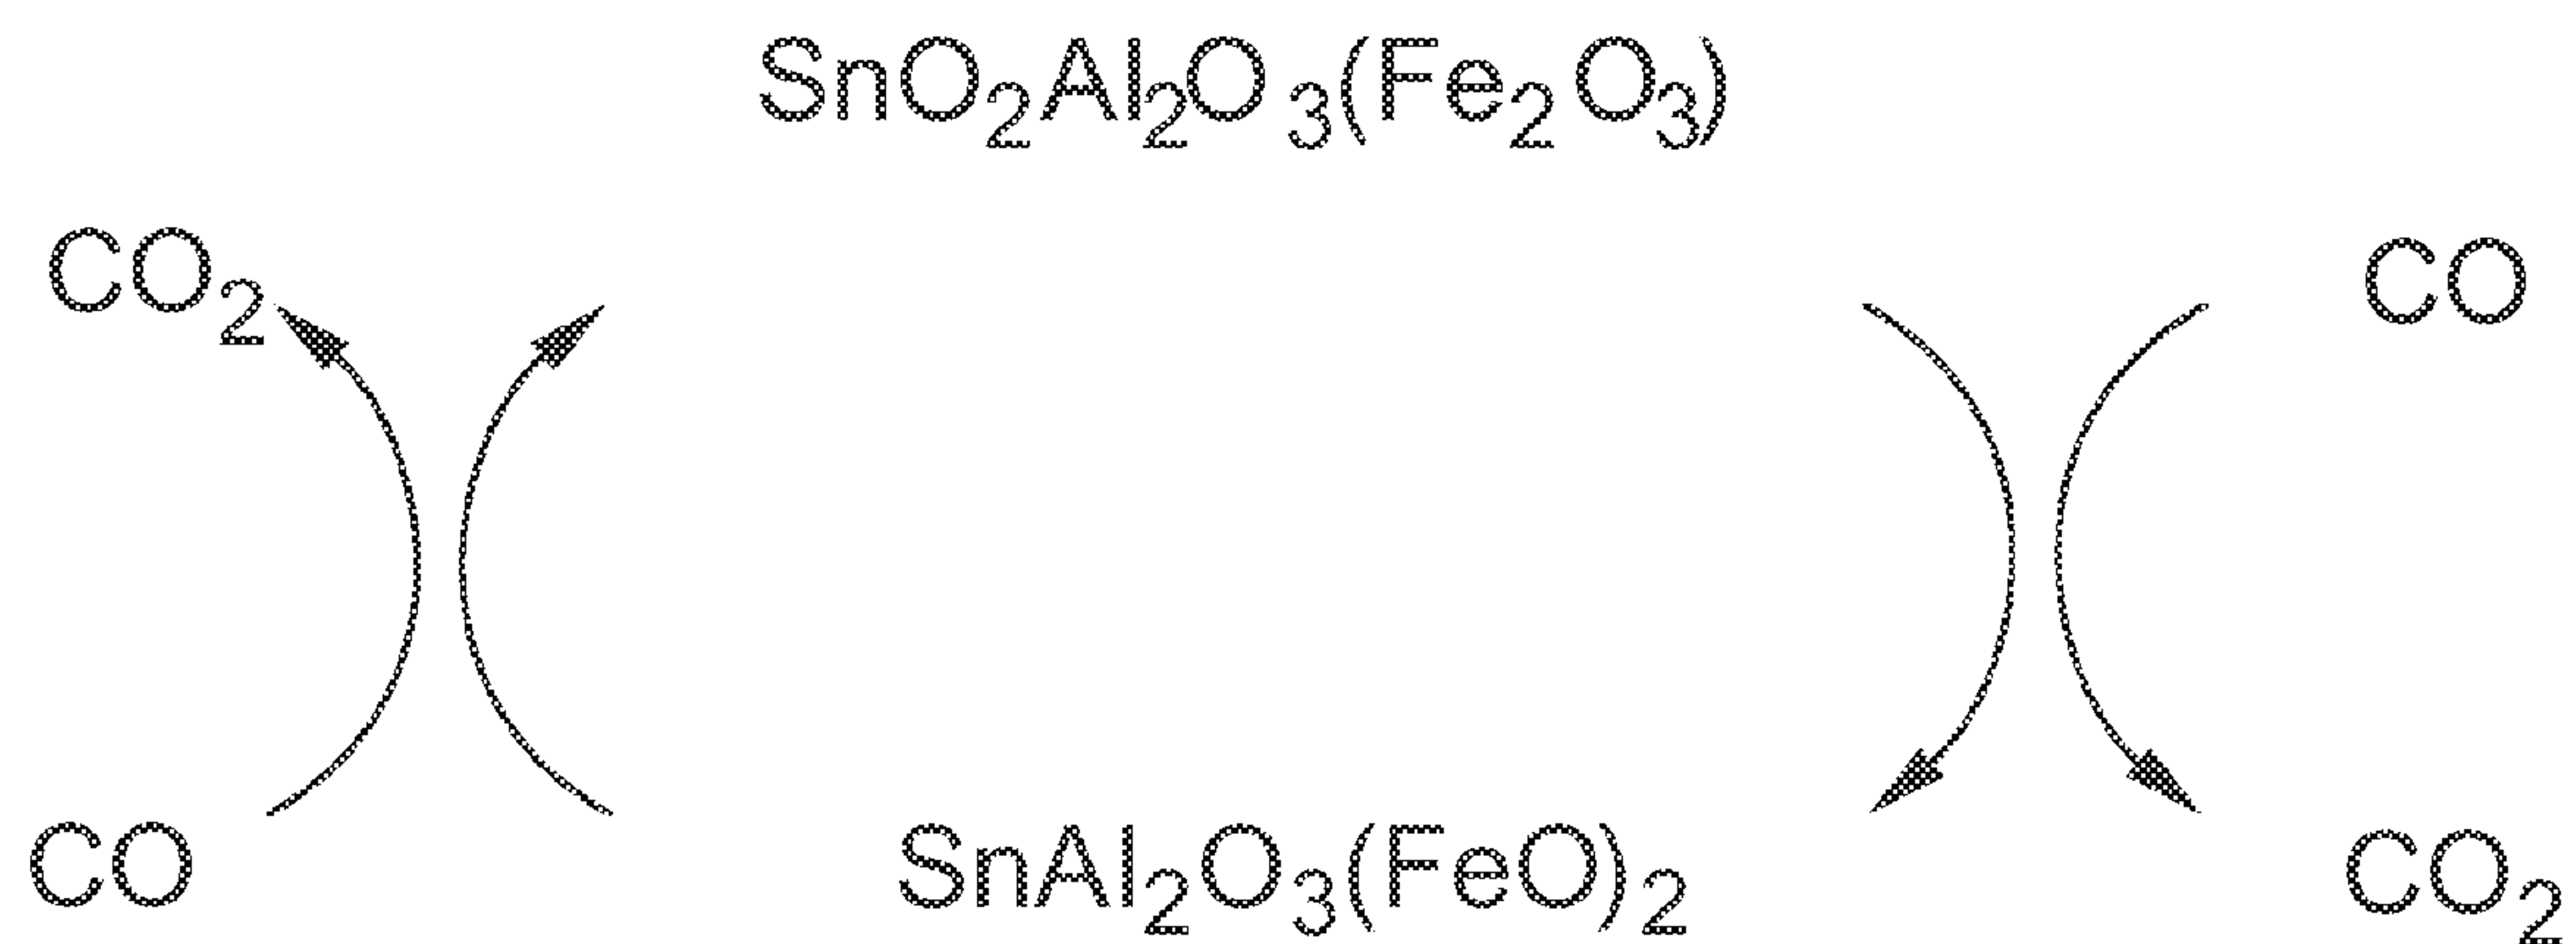 SnO₂Al₂O₃(Fe₂O₃)
CO₂
CO
CO
SnAl₂O₃(FeO)₂
CO₂